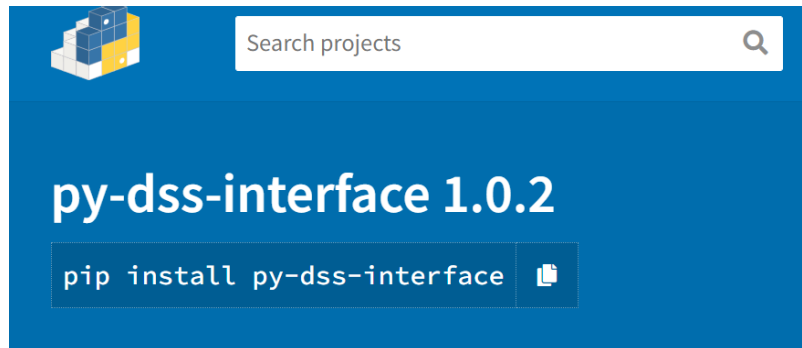 Search projects
py-dss-interface 1.0.2
pip install py-dss-interface